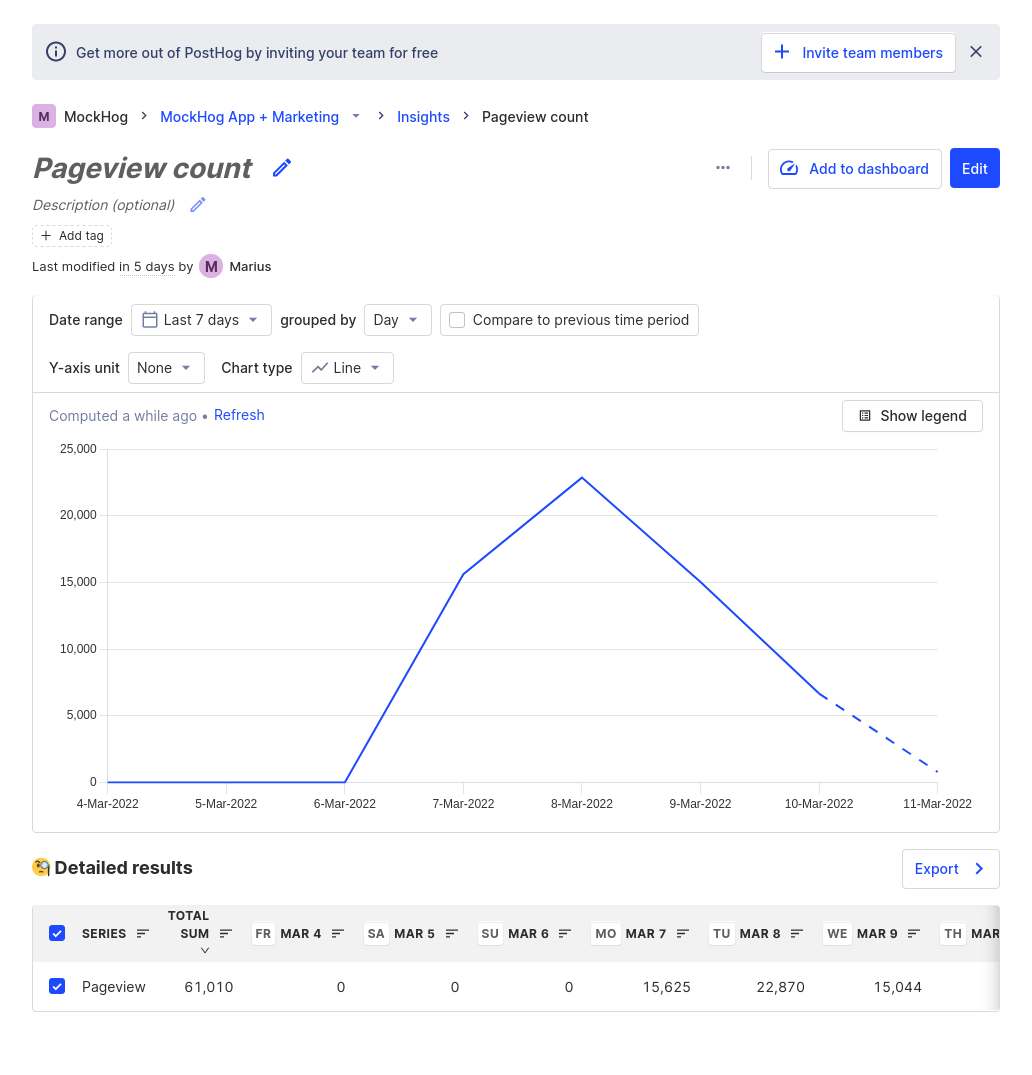 Get more out of PostHog by inviting your team for free
Invite team members
M MockHog MockHog App + Marketing Insights Pageview count
Pageview count
Add to dashboard
Edit
Description (optional)
Add tag
Last modified in 5 days by M Marius
Date range Last 7 days grouped by Day Compare to previous time period
Y-axis unit None Chart type Line
Computed a while ago • Refresh
Show legend
25,000
20,000
15,000
10,000
5,000
0
4-Mar-2022 5-Mar-2022 6-Mar-2022 7-Mar-2022 8-Mar-2022 9-Mar-2022 10-Mar-2022 11-Mar-2022
🧐 Detailed results
Export
SERIES TOTAL SUM FR MAR 4 SA MAR 5 SU MAR 6 MO MAR 7 TU MAR 8 WE MAR 9 TH MAR
Pageview 61,010 0 0 0 15,625 22,870 15,044